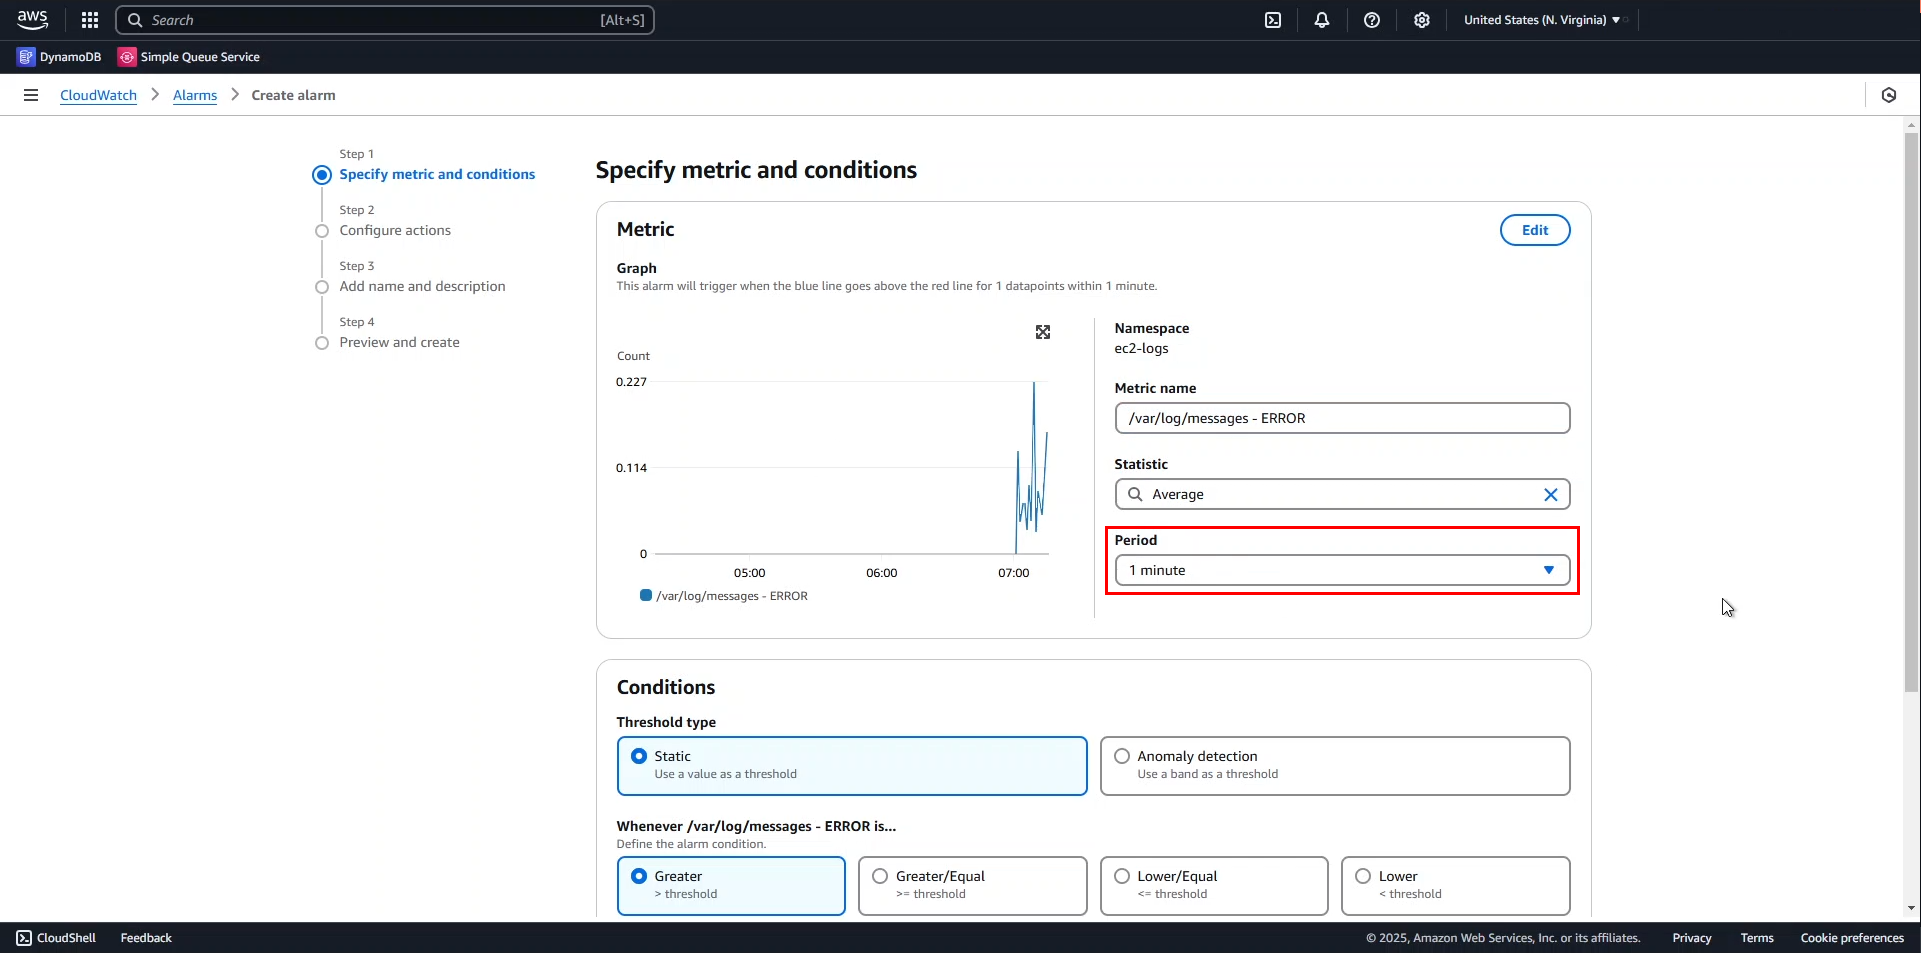 aws
Search [Alt+S]
United States (N. Virginia)
DynamoDB Simple Queue Service
CloudWatch Alarms Create alarm
Step 1
Specify metric and conditions
Step 2
Configure actions
Step 3
Add name and description
Step 4
Preview and create
Specify metric and conditions
Metric
Edit
Graph
This alarm will trigger when the blue line goes above the red line for 1 datapoints within 1 minute.
Count
0.227
0.114
0
05:00 06:00 07:00
/var/log/messages - ERROR
Namespace
ec2-logs
Metric name
/var/log/messages - ERROR
Statistic
Average
Period
1 minute
Conditions
Threshold type
Static
Use a value as a threshold
Anomaly detection
Use a band as a threshold
Whenever /var/log/messages - ERROR is...
Define the alarm condition.
Greater
> threshold
Greater/Equal
>= threshold
Lower/Equal
<= threshold
Lower
< threshold
CloudShell Feedback © 2025, Amazon Web Services, Inc. or its affiliates. Privacy Terms Cookie preferences